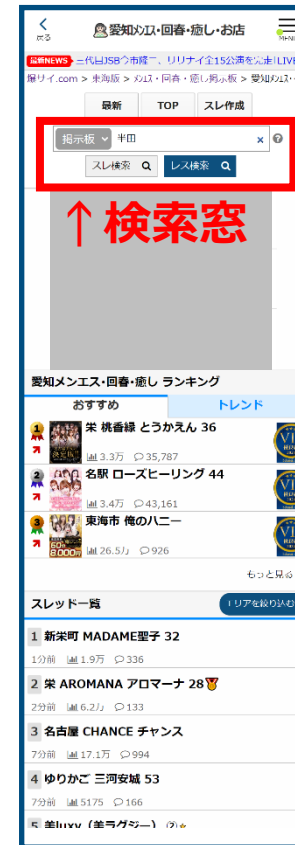 戻る
愛知メンエス・回春・癒し・お店
MENU
最新NEWS
三代目JSB今市隆二、リリナイ全15公演を完走!LIVE
爆サイ.com > 東海版 > メンエス・回春・癒し掲示板 > 愛知メンエス・
最新 TOP スレ作成
掲示板 半田 ×
スレ検索 レス検索
↑検索窓
愛知メンエス・回春・癒し ランキング
おすすめ トレンド
1 栄 桃香縁 とうかえん 36
3.3万 35,787
2 名駅 ローズヒーリング 44
3.4万 43,161
3 東海市 俺のハニー
60分
8000円
26.5万 926
もっと見る
スレッド一覧 エリアを絞り込む
1 新栄町 MADAME聖子 32
1分前 1.9万 336
2 栄 AROMANA アロマーナ 28
2分前 6.2万 133
3 名古屋 CHANCE チャンス
7分前 17.1万 994
4 ゆりかご 三河安城 53
7分前 5175 166
5 美luxy（美ラグジー） ②